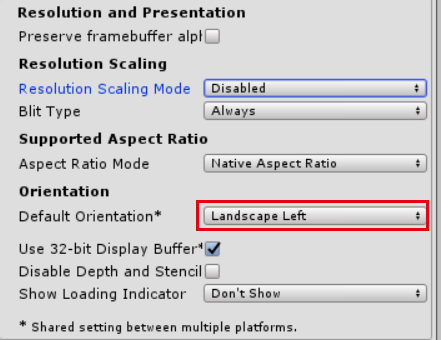 Resolution and Presentation
Preserve framebuffer alph
Resolution Scaling
Resolution Scaling Mode Disabled
Blit Type Always
Supported Aspect Ratio
Aspect Ratio Mode Native Aspect Ratio
Orientation
Default Orientation* Landscape Left
Use 32-bit Display Buffer*
Disable Depth and Stencil
Show Loading Indicator Don't Show
* Shared setting between multiple platforms.